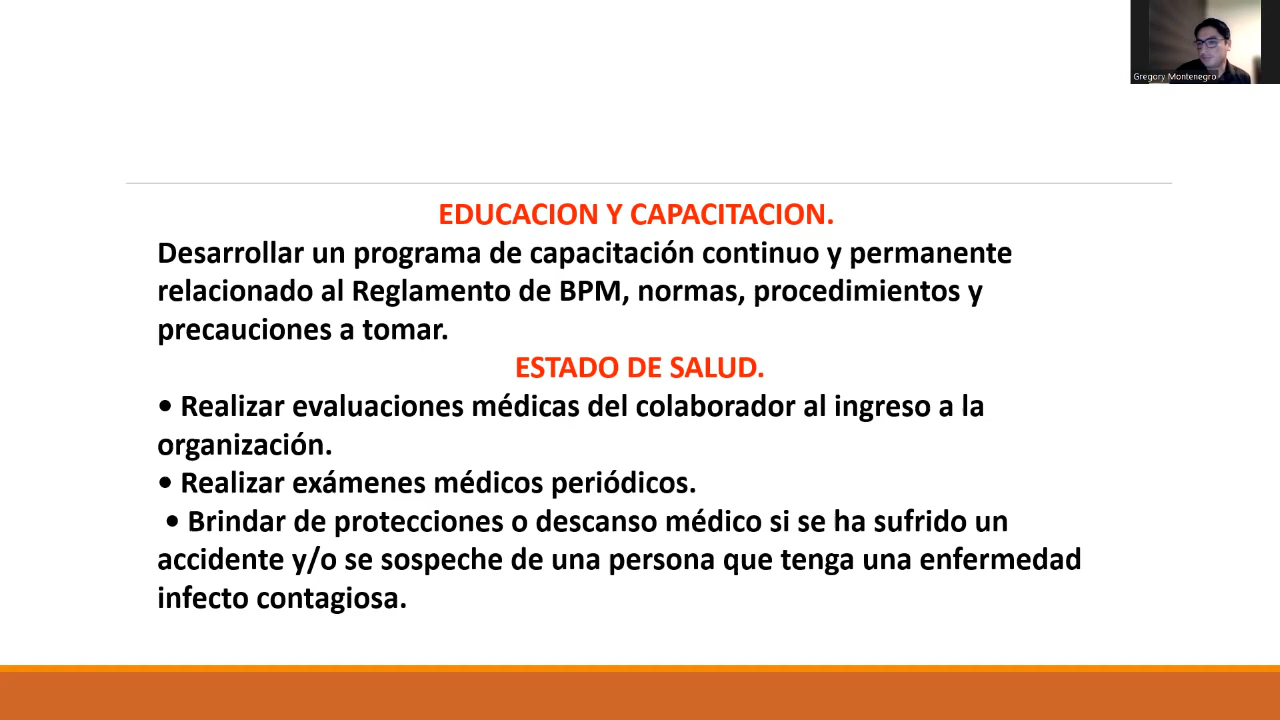 Gregory Montenegro
EDUCACION Y CAPACITACION.
Desarrollar un programa de capacitación continuo y permanente
relacionado al Reglamento de BPM, normas, procedimientos y
precauciones a tomar.
ESTADO DE SALUD.
• Realizar evaluaciones médicas del colaborador al ingreso a la
organización.
• Realizar exámenes médicos periódicos.
• Brindar de protecciones o descanso médico si se ha sufrido un
accidente y/o se sospeche de una persona que tenga una enfermedad
infecto contagiosa.